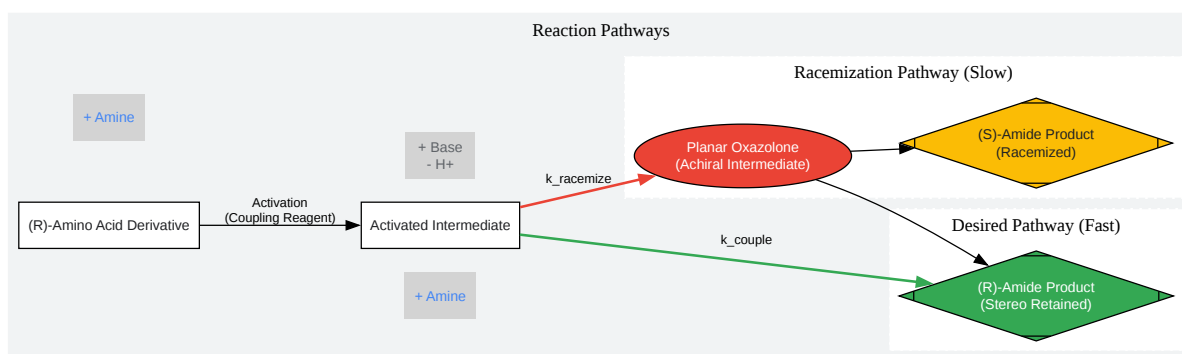 Reaction Pathways
Racemization Pathway (Slow)
+ Amine
+ Base
- H+
Planar Oxazolone
(Achiral Intermediate)
(S)-Amide Product
(Racemized)
k_racemize
Activation
(Coupling Reagent)
(R)-Amino Acid Derivative
Activated Intermediate
Desired Pathway (Fast)
k_couple
+ Amine
(R)-Amide Product
(Stereo Retained)